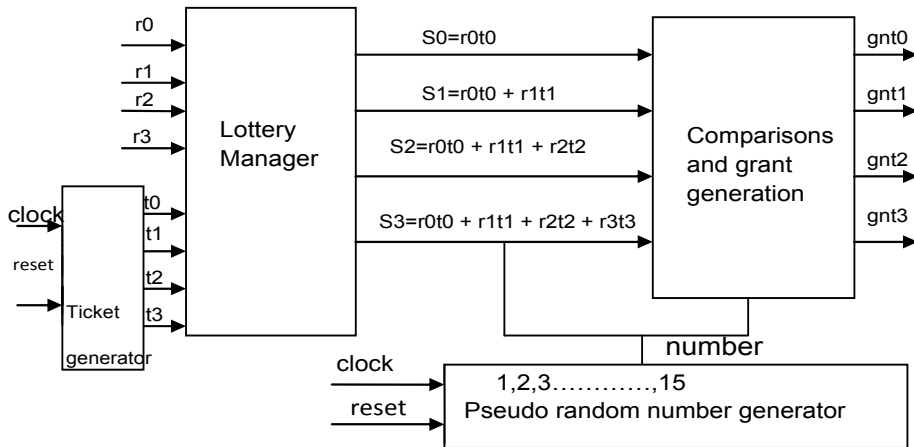 r0
r1
r2
r3
Lottery
Manager
S0=r0t0
S1=r0t0 + r1t1
S2=r0t0 + r1t1 + r2t2
S3=r0t0 + r1t1 + r2t2 + r3t3
Comparisons
and grant
generation
gnt0
gnt1
gnt2
gnt3
clock
reset
Ticket
generator
t0
t1
t2
t3
number
clock
reset
1,2,3…………,15
Pseudo random number generator